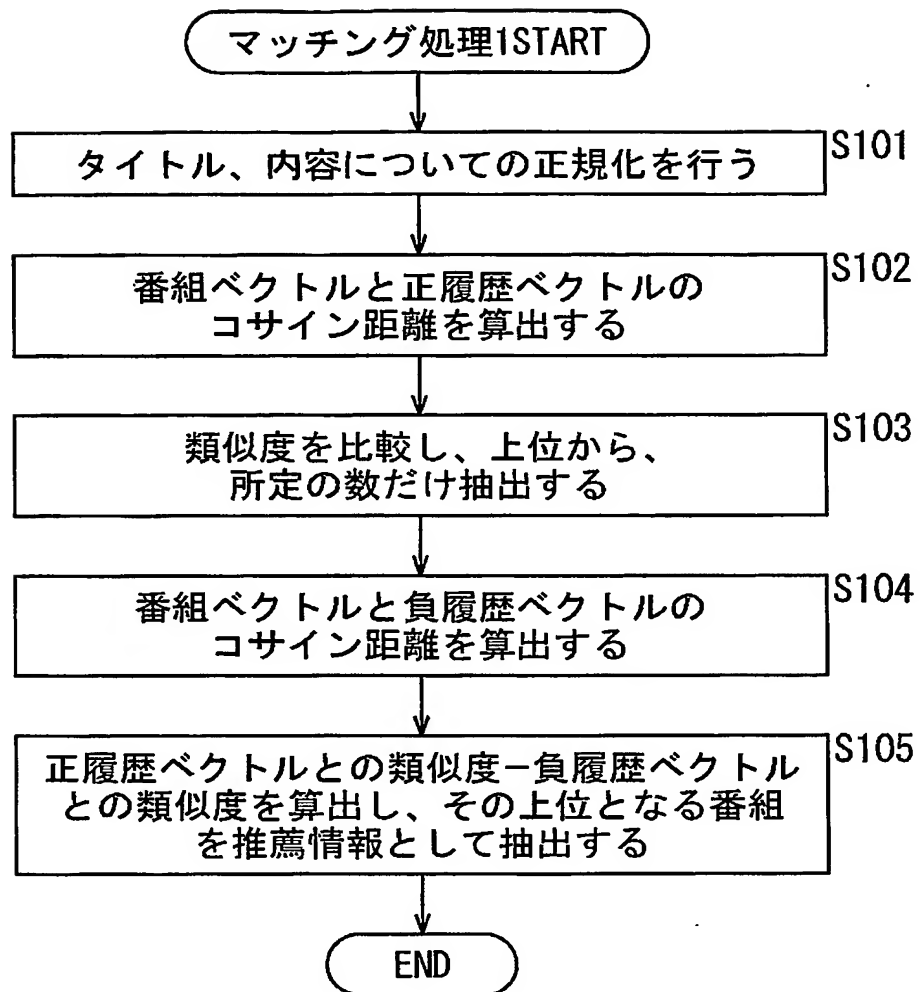 マッチング処理1START
タイトル、内容についての正規化を行う
S101
番組ベクトルと正履歴ベクトルの
コサイン距離を算出する
S102
類似度を比較し、上位から、
所定の数だけ抽出する
S103
番組ベクトルと負履歴ベクトルの
コサイン距離を算出する
S104
正履歴ベクトルとの類似度−負履歴ベクトル
との類似度を算出し、その上位となる番組
を推薦情報として抽出する
S105
END